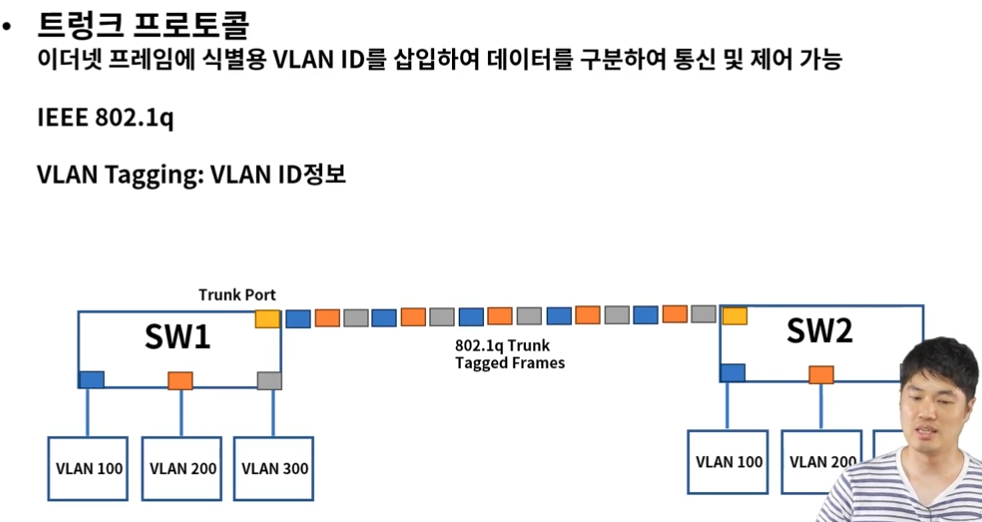 • 트렁크 프로토콜
이더넷 프레임에 식별용 VLAN ID를 삽입하여 데이터를 구분하여 통신 및 제어 가능
IEEE 802.1q
VLAN Tagging: VLAN ID정보
Trunk Port
SW1
SW2
802.1q Trunk
Tagged Frames
VLAN 100
VLAN 200
VLAN 300
VLAN 100
VLAN 200